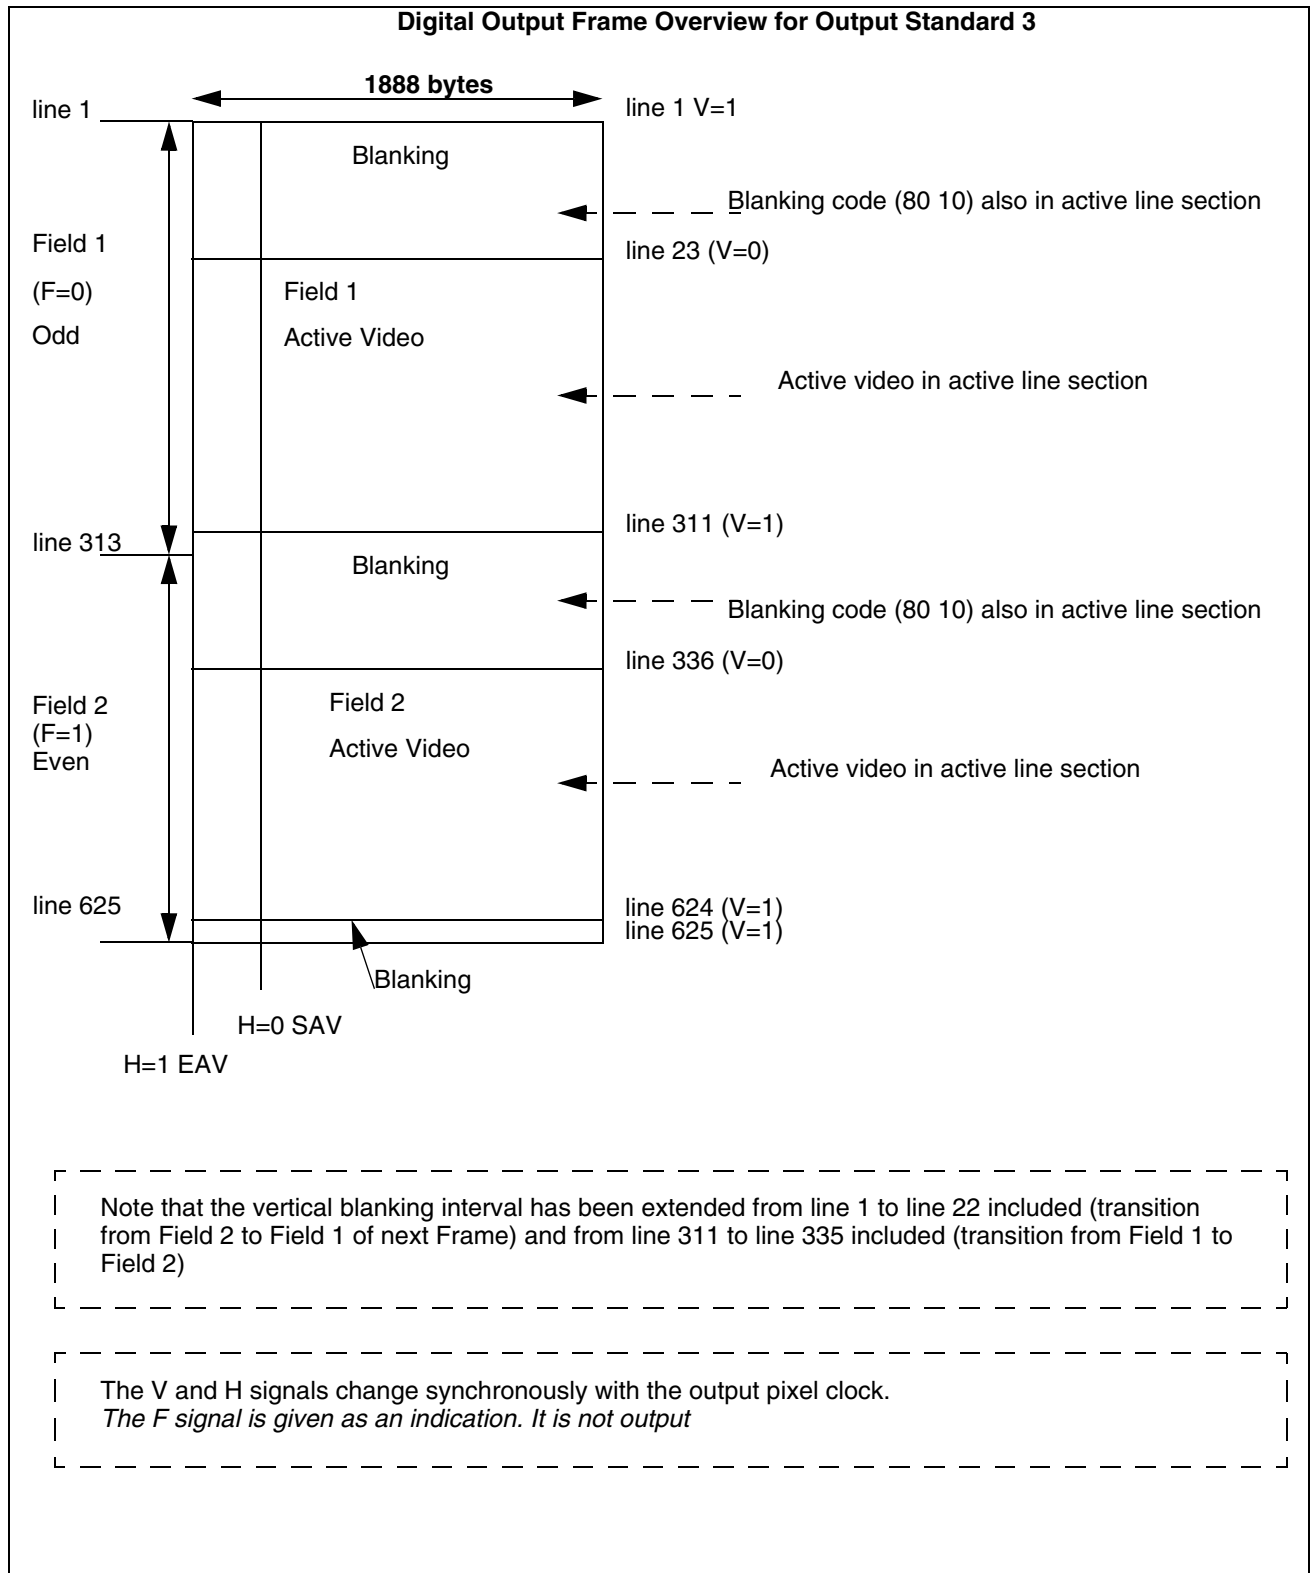 Digital Output Frame Overview for Output Standard 3
1888 bytes
line 1
line 1 V=1
Blanking
Blanking code (80 10) also in active line section
Field 1
(F=0)
Odd
line 23 (V=0)
Field 1
Active Video
Active video in active line section
line 311 (V=1)
line 313
Blanking
Blanking code (80 10) also in active line section
line 336 (V=0)
Field 2
(F=1)
Even
Field 2
Active Video
Active video in active line section
line 625
line 624 (V=1)
line 625 (V=1)
Blanking
H=0 SAV
H=1 EAV
Note that the vertical blanking interval has been extended from line 1 to line 22 included (transition
from Field 2 to Field 1 of next Frame) and from line 311 to line 335 included (transition from Field 1 to
Field 2)
The V and H signals change synchronously with the output pixel clock.
The F signal is given as an indication. It is not output